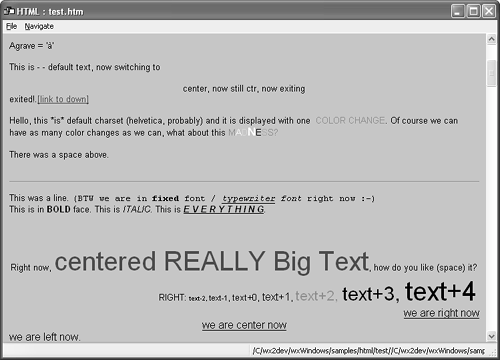 HTML : test.htm
File Navigate
Agrave = 'à'
This is - - default text, now switching to
center, now still ctr, now exiting
exited!.[link to down]
Hello, this *is* default charset (helvetica, probably) and it is displayed with one COLOR CHANGE. Of course we can
have as many color changes as we can, what about this MADNESS?
There was a space above.
This was a line. (BTW we are in fixed font / typewriter font right now :-)
This is in BOLD face. This is ITALIC. This is EVERYTHING.
Right now, centered REALLY Big Text, how do you like (space) it?
RIGHT: text-2, text-1, text+0, text+1, text+2, text+3, text+4
we are right now
we are center now
we are left now.
/C/wx2dev/wxWindows/samples/html/test//C/wx2dev/wxWindows/samp